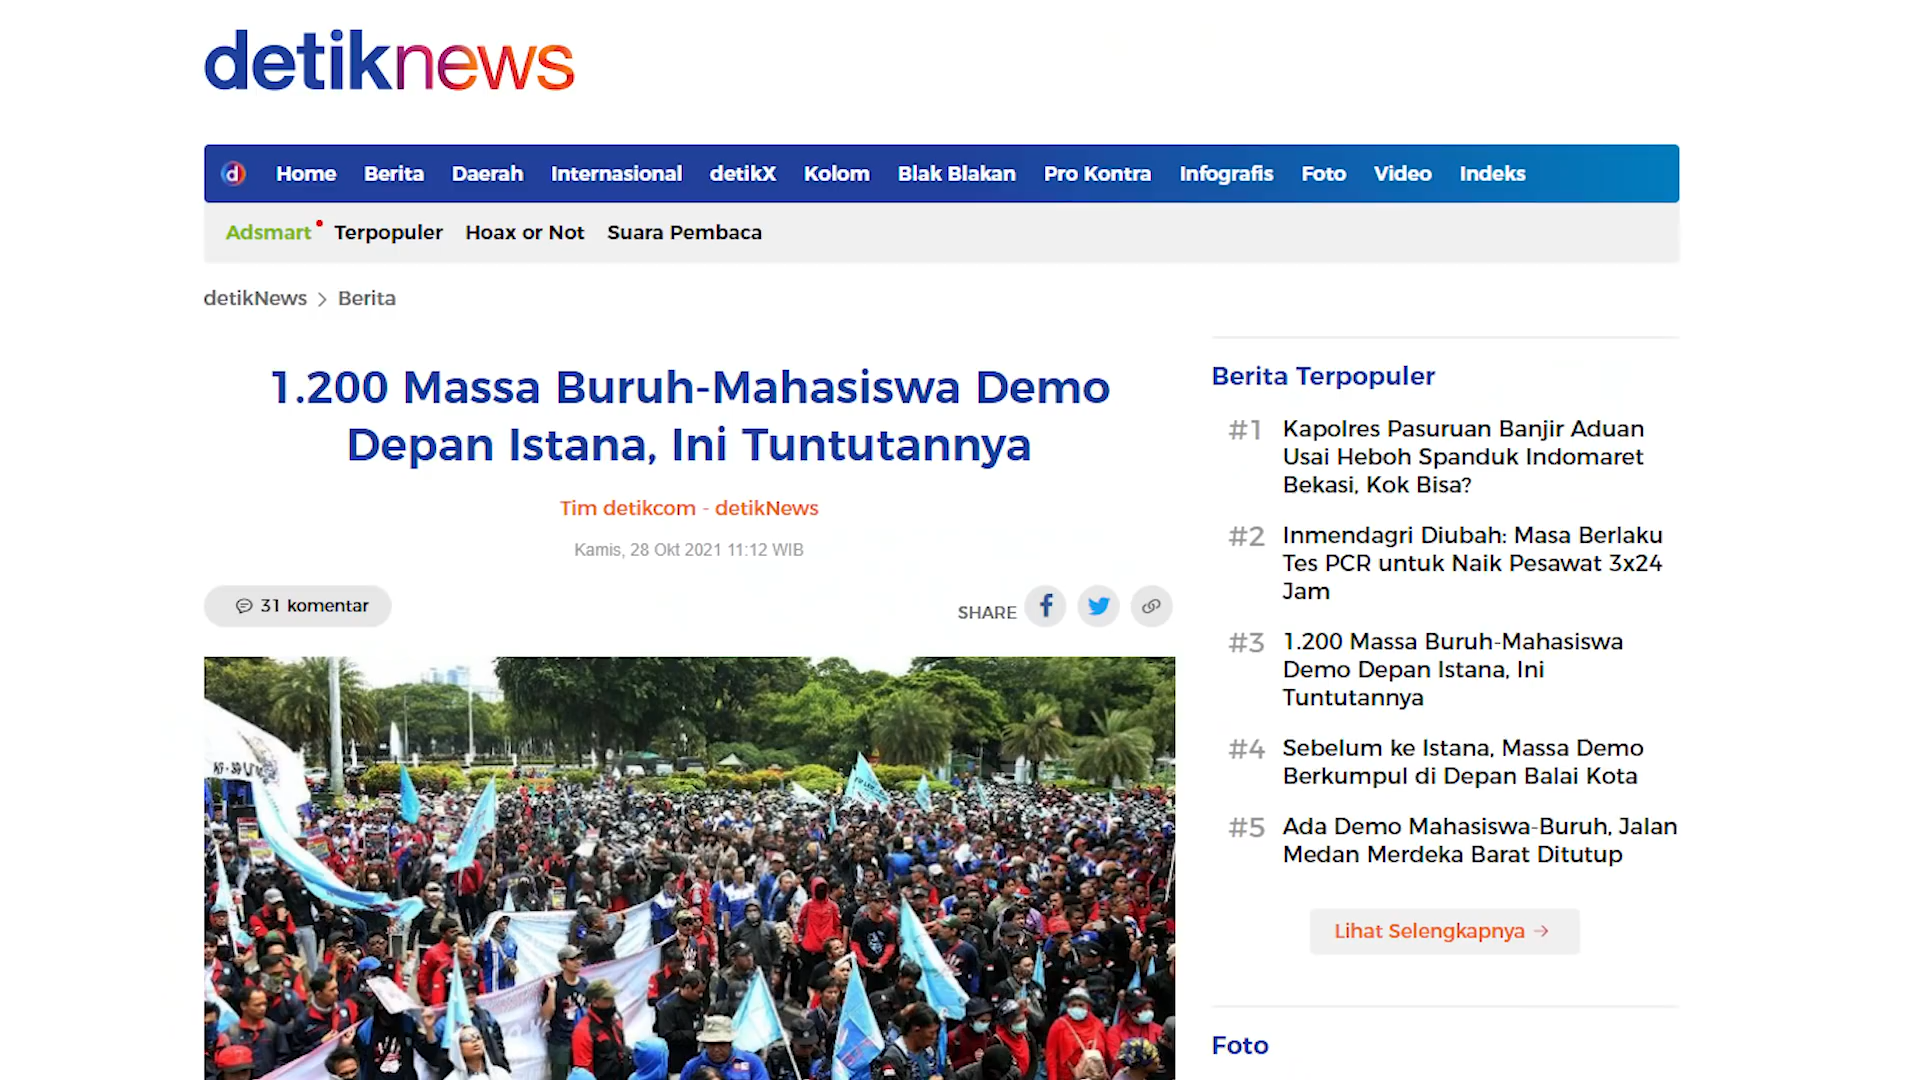 detiknews
Home Berita Daerah Internasional detikX Kolom Blak Blakan Pro Kontra Infografis Foto Video Indeks
Adsmart Terpopuler Hoax or Not Suara Pembaca
detikNews > Berita
1.200 Massa Buruh-Mahasiswa Demo
Depan Istana, Ini Tuntutannya
Tim detikcom - detikNews
Kamis, 28 Okt 2021 11:12 WIB
31 komentar
SHARE
Berita Terpopuler
#1 Kapolres Pasuruan Banjir Aduan
Usai Heboh Spanduk Indomaret
Bekasi, Kok Bisa?
#2 Inmendagri Diubah: Masa Berlaku
Tes PCR untuk Naik Pesawat 3x24
Jam
#3 1.200 Massa Buruh-Mahasiswa
Demo Depan Istana, Ini
Tuntutannya
#4 Sebelum ke Istana, Massa Demo
Berkumpul di Depan Balai Kota
#5 Ada Demo Mahasiswa-Buruh, Jalan
Medan Merdeka Barat Ditutup
Lihat Selengkapnya →
Foto